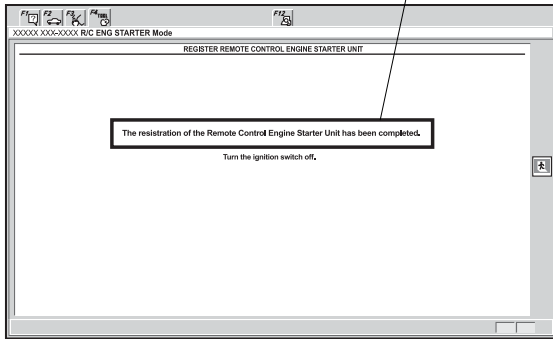 F1 F2 F3 F4 TOOL F12
XXXXX XXX-XXXX R/C ENG STARTER Mode
REGISTER REMOTE CONTROL ENGINE STARTER UNIT
The resistration of the Remote Control Engine Starter Unit has been completed.
Turn the ignition switch off.